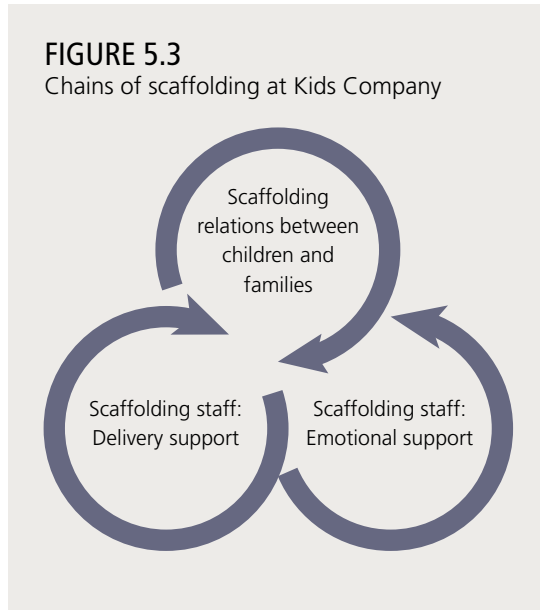 FIGURE 5.3
Chains of scaffolding at Kids Company
Scaffolding
relations between
children and
families
Scaffolding staff:
Delivery support
Scaffolding staff:
Emotional support